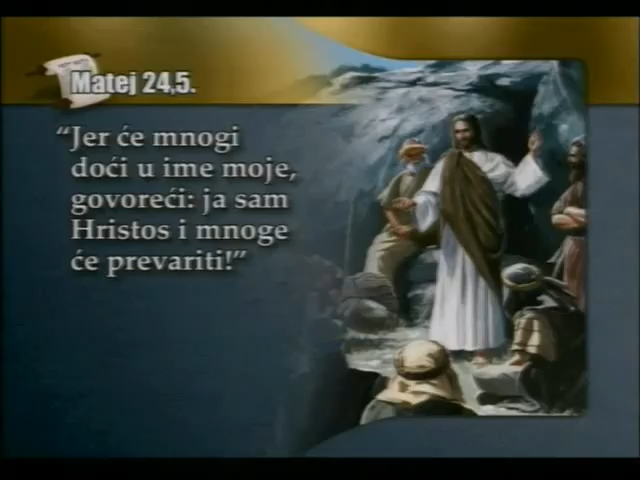 Matej 24,5.
“Jer će mnogi
doći u ime moje,
govoreći: ja sam
Hristos i mnoge
će prevariti!”